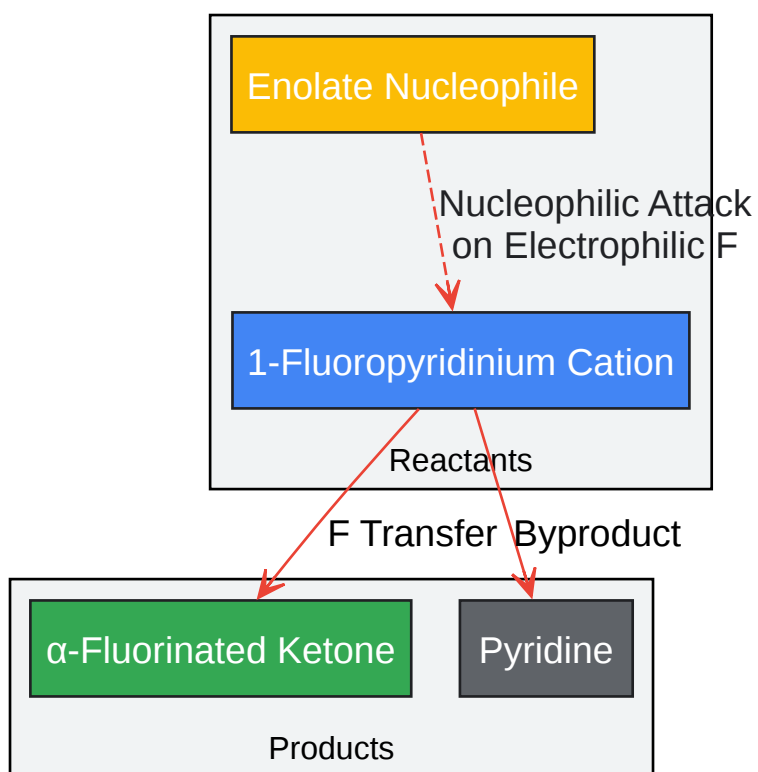 Enolate Nucleophile
Nucleophilic Attack
on Electrophilic F
1-Fluoropyridinium Cation
Reactants
F Transfer
Byproduct
α-Fluorinated Ketone
Pyridine
Products